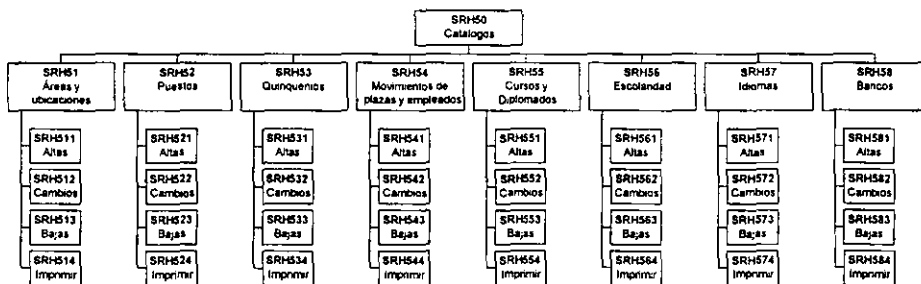 SRH50
Catalogos
SRH51
Áreas y
ubicaciones
SRH52
Puestos
SRH53
Quinquenios
SRH54
Movimientos de
plazas y empleados
SRH55
Cursos y
Diplomados
SRH56
Escolaridad
SRH57
Idiomas
SRH58
Bancos
SRH511
Altas
SRH521
Altas
SRH531
Altas
SRH541
Altas
SRH551
Altas
SRH561
Altas
SRH571
Altas
SRH581
Altas
SRH512
Cambios
SRH522
Cambios
SRH532
Cambios
SRH542
Cambios
SRH552
Cambios
SRH562
Cambios
SRH572
Cambios
SRH582
Cambios
SRH513
Bajas
SRH523
Bajas
SRH533
Bajas
SRH543
Bajas
SRH553
Bajas
SRH563
Bajas
SRH573
Bajas
SRH583
Bajas
SRH514
Imprimir
SRH524
Imprimir
SRH534
Imprimir
SRH544
Imprimir
SRH554
Imprimir
SRH564
Imprimir
SRH574
Imprimir
SRH584
Imprimir